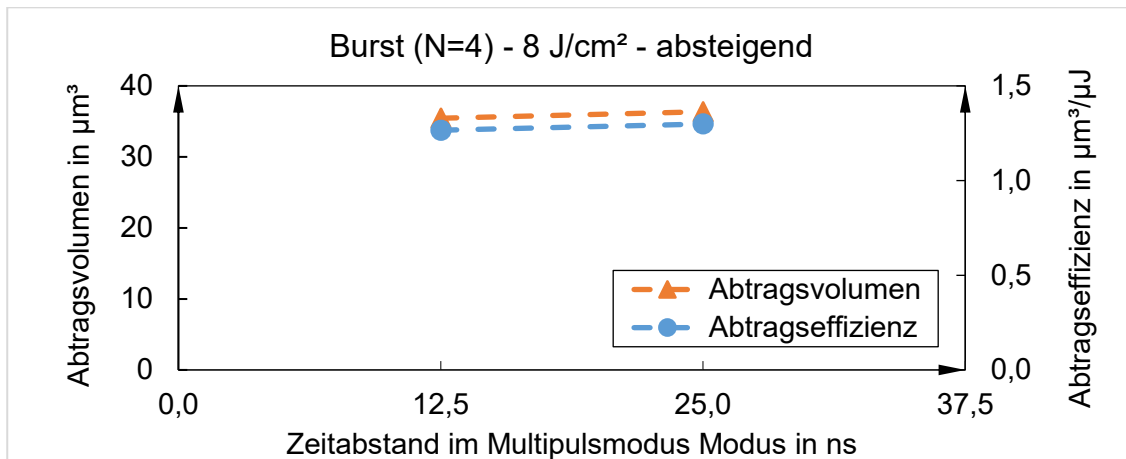 Burst (N=4) - 8 J/cm² - absteigend
Abtragsvolumen in µm³
40
30
20
10
0
1,5
1,0
0,5
0,0
Abtragseffizienz in µm³/µJ
Abtragsvolumen
Abtragseffizienz
0,0 12,5 25,0 37,5
Zeitabstand im Multipulsmodus Modus in ns